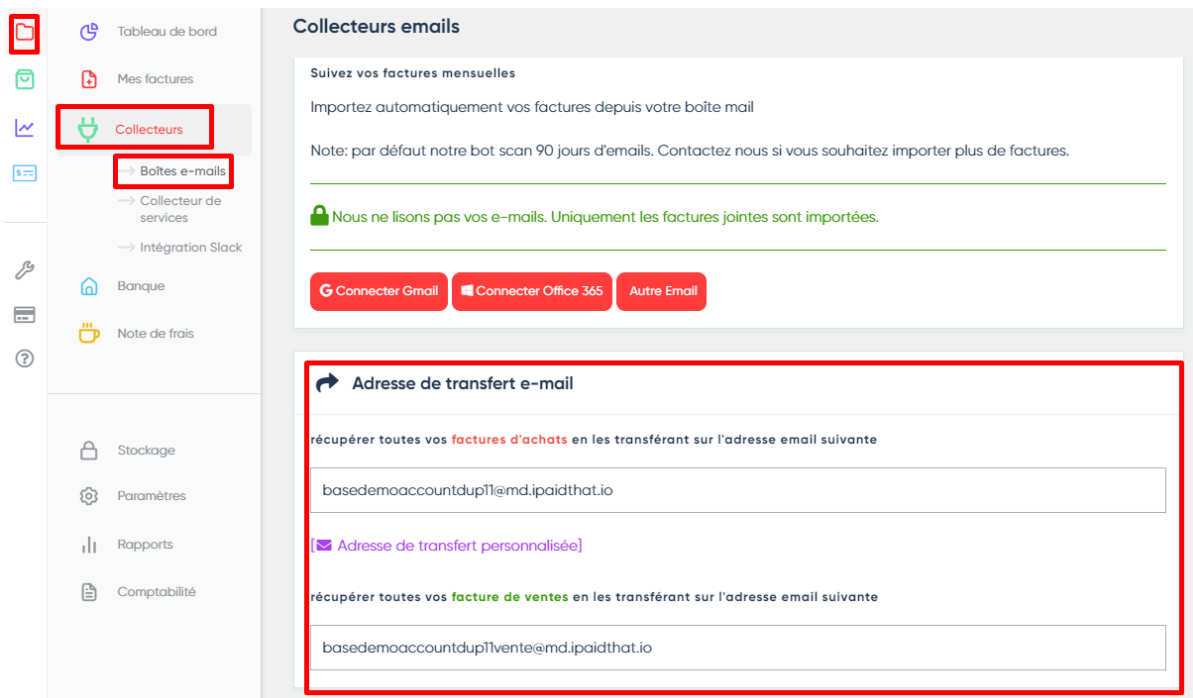 Tableau de bord
Mes factures
Collecteurs
Boîtes e-mails
Collecteur de
services
Intégration Slack
Banque
Note de frais
Stockage
Paramètres
Rapports
Comptabilité
Collecteurs emails
Suivez vos factures mensuelles
Importez automatiquement vos factures depuis votre boîte mail
Note: par défaut notre bot scan 90 jours d'emails. Contactez nous si vous souhaitez importer plus de factures.
Nous ne lisons pas vos e-mails. Uniquement les factures jointes sont importées.
Connecter Gmail Connecter Office 365 Autre Email
Adresse de transfert e-mail
récupérer toutes vos factures d'achats en les transférant sur l'adresse email suivante
basedemoaccountdup11@md.ipaidthat.io
[Adresse de transfert personnalisée]
récupérer toutes vos facture de ventes en les transférant sur l'adresse email suivante
basedemoaccountdup11vente@md.ipaidthat.io